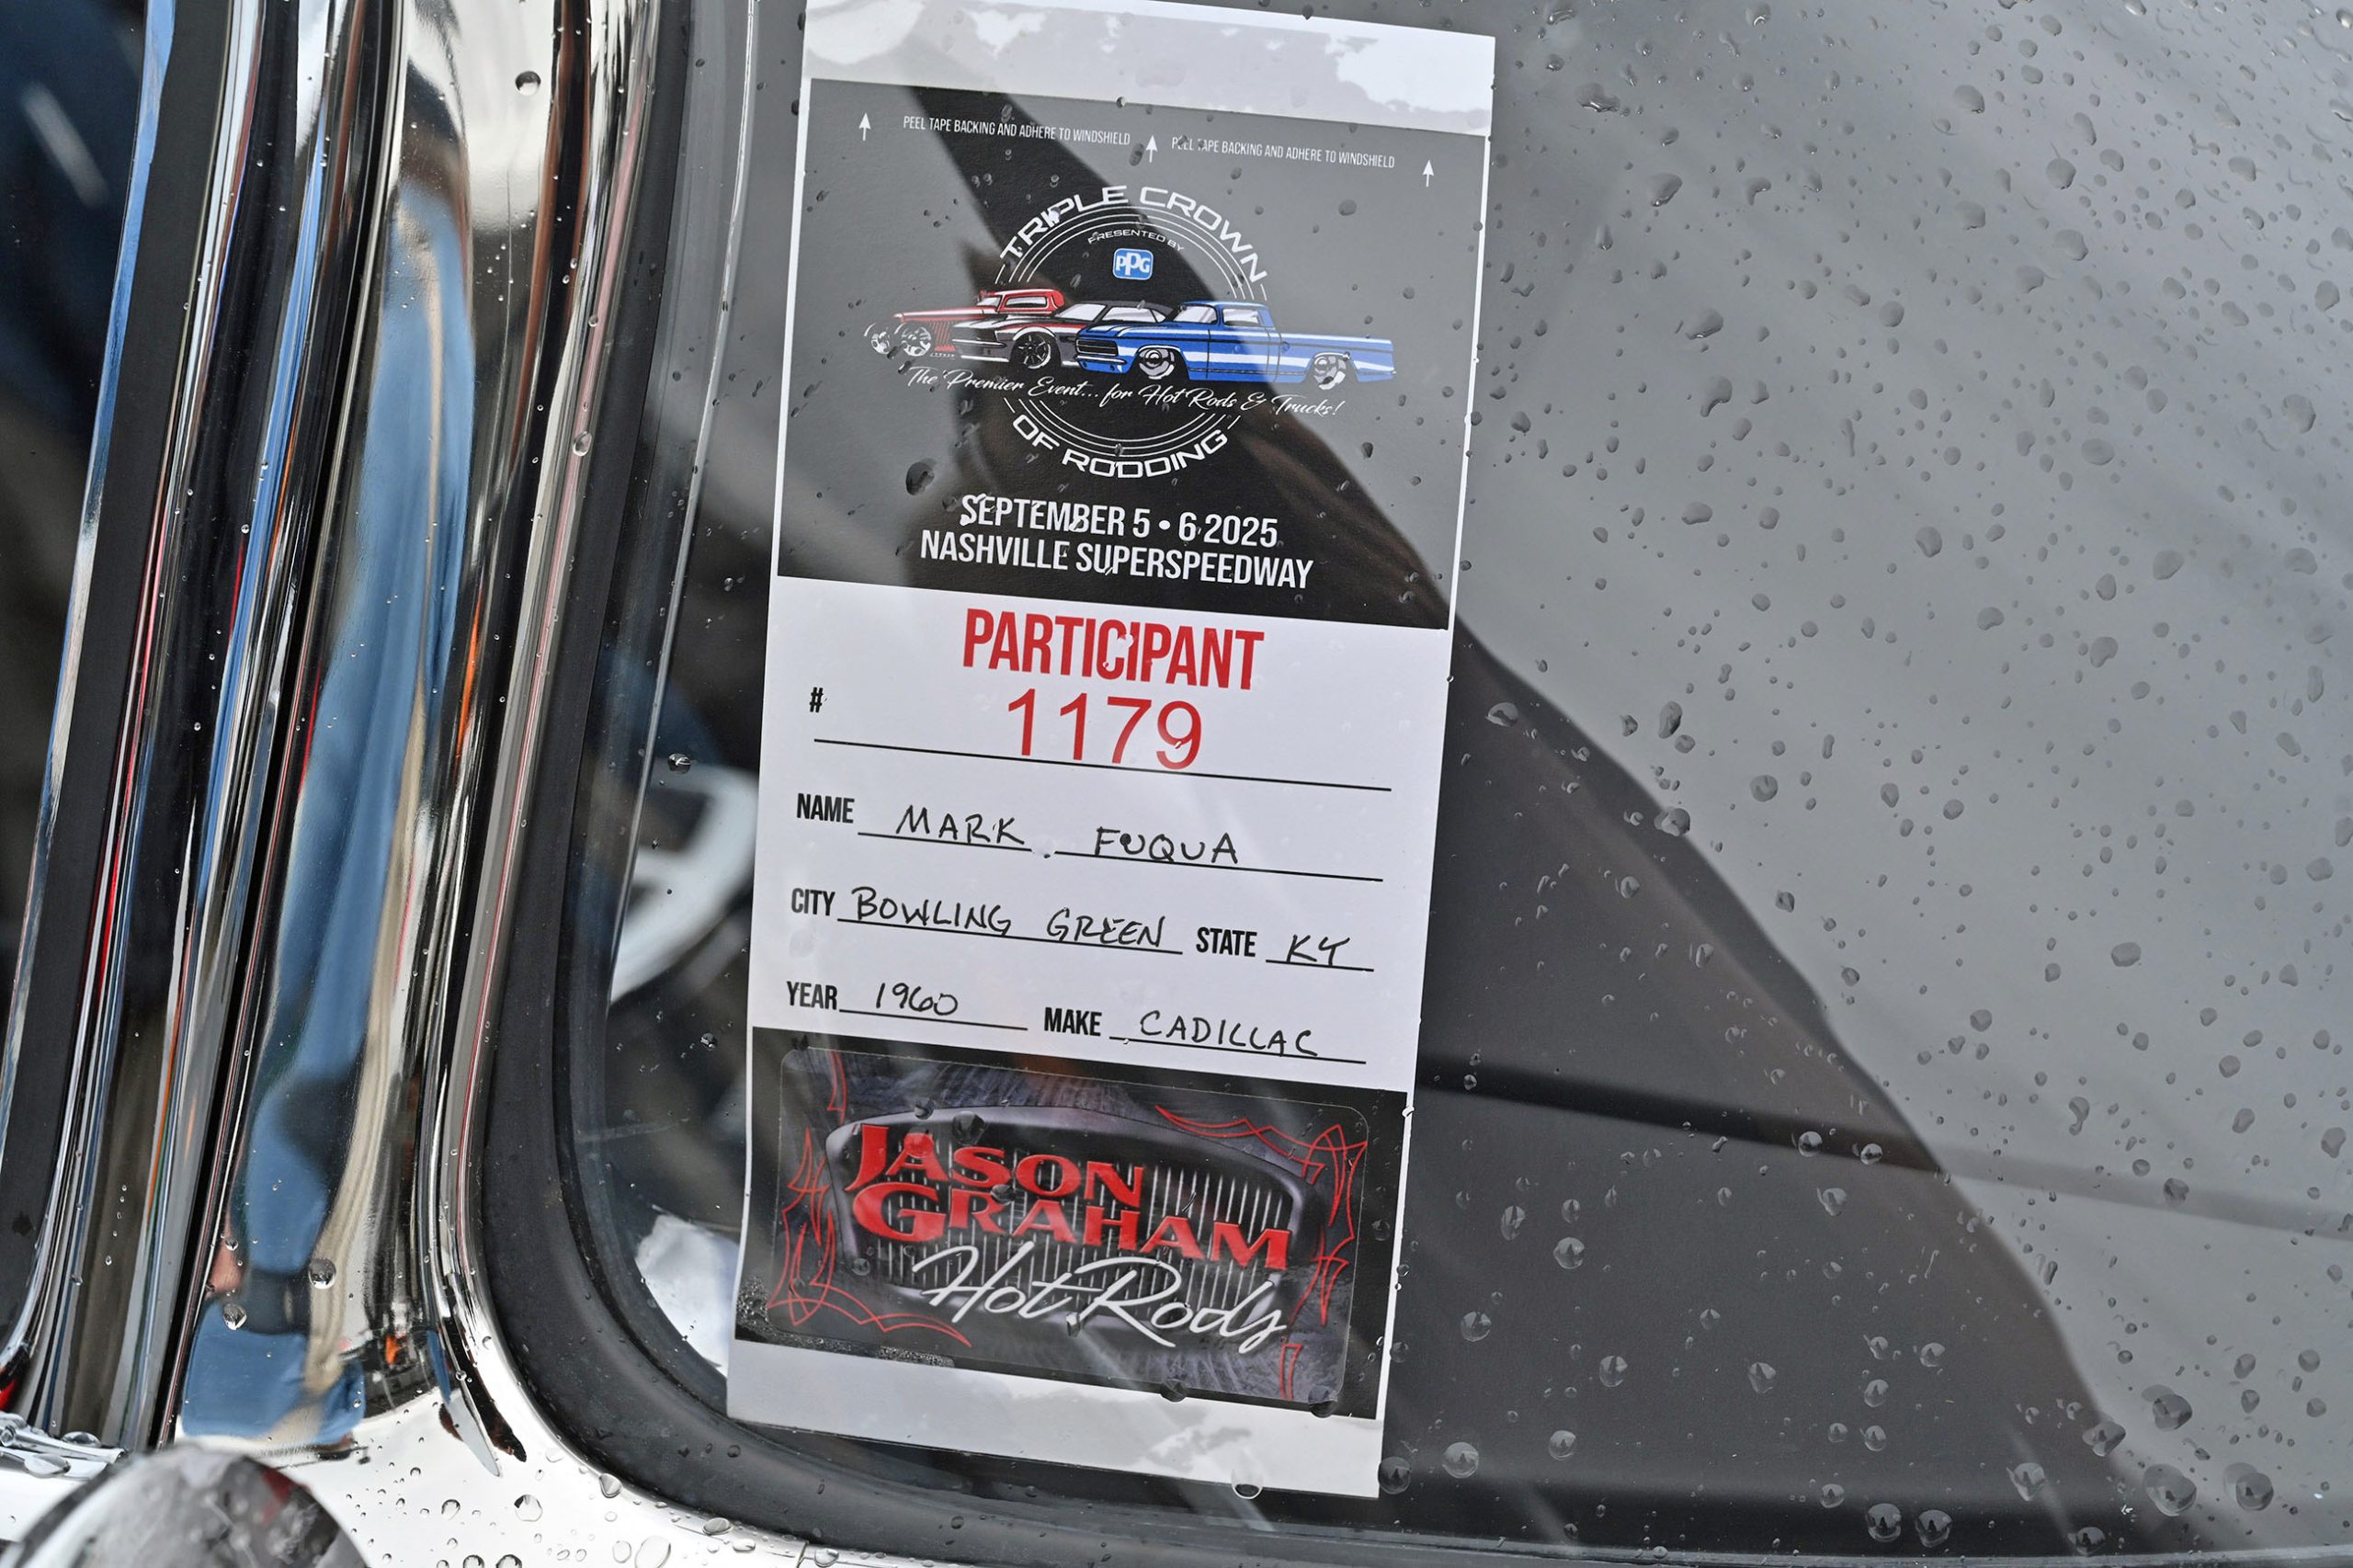 PEEL TAPE BACKING AND ADHERE TO WINDSHIELD PEEL TAPE BACKING AND ADHERE TO WINDSHIELD
TRIPLE CROWN
PRESENTED BY
PPG
The Premier Event... for Hot Rods & Trucks!
OF RODDING
SEPTEMBER 5 • 6 2025
NASHVILLE SUPERSPEEDWAY
PARTICIPANT
# 1179
NAME MARK FUQUA
CITY BOWLING GREEN STATE KY
YEAR 1960 MAKE CADILLAC
JASON
GRAHAM
Hot Rods